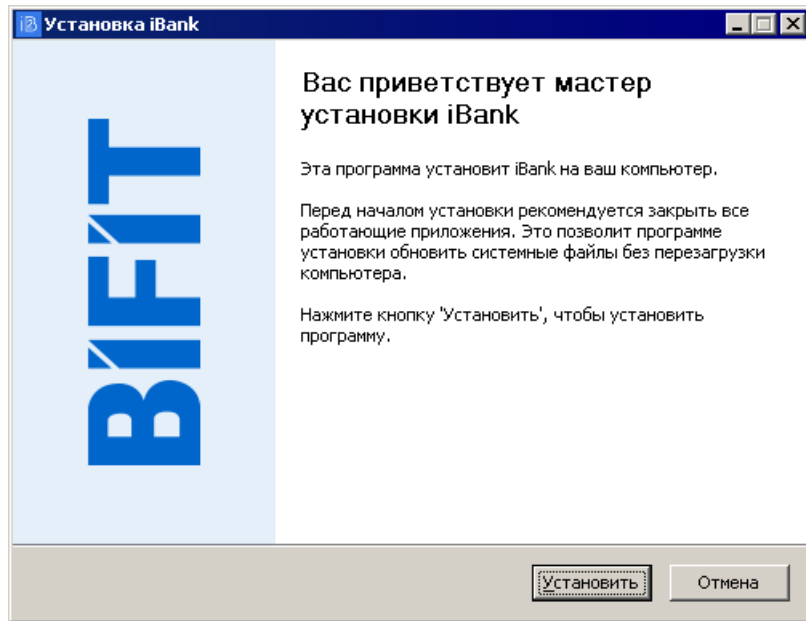 Установка iBank
BIFIT
Вас приветствует мастер
установки iBank
Эта программа установит iBank на ваш компьютер.
Перед началом установки рекомендуется закрыть все
работающие приложения. Это позволит программе
установки обновить системные файлы без перезагрузки
компьютера.
Нажмите кнопку 'Установить', чтобы установить
программу.
Установить
Отмена